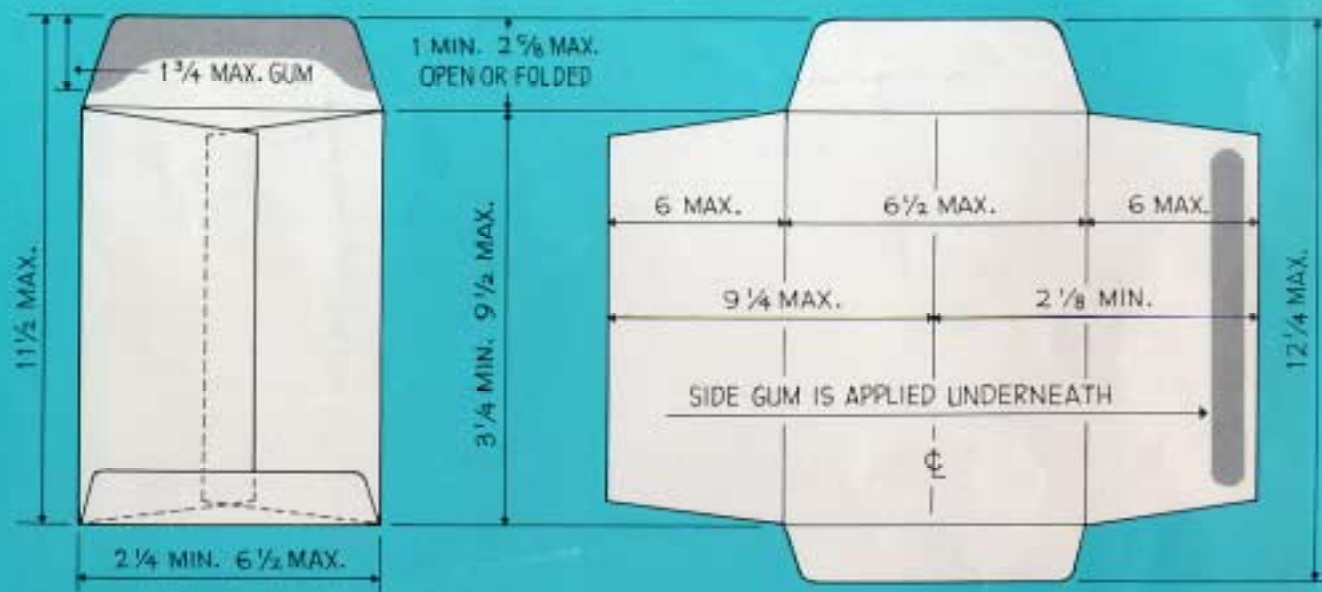 1 3/4 MAX. GUM
1 MIN. 2 5/8 MAX.
OPEN OR FOLDED
11 1/2 MAX.
3 1/4 MIN. 9 1/2 MAX.
2 1/4 MIN. 6 1/2 MAX.
6 MAX.
6 1/2 MAX.
6 MAX.
9 1/4 MAX.
2 1/8 MIN.
SIDE GUM IS APPLIED UNDERNEATH
℄
12 1/4 MAX.